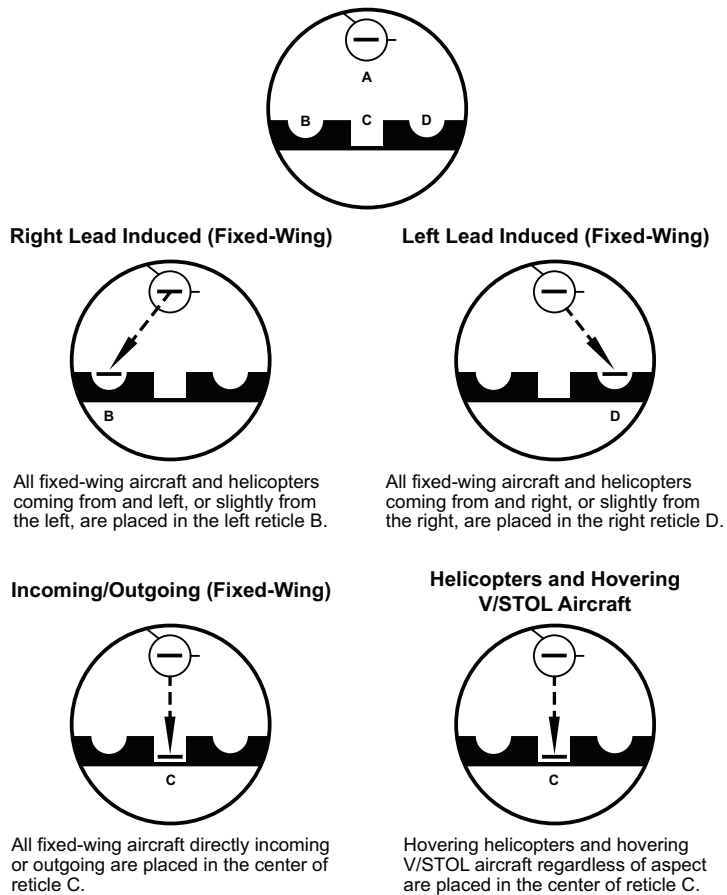 A
B
C
D
Right Lead Induced (Fixed-Wing)
Left Lead Induced (Fixed-Wing)
B
D
All fixed-wing aircraft and helicopters
coming from and left, or slightly from
the left, are placed in the left reticle B.
All fixed-wing aircraft and helicopters
coming from and right, or slightly from
the right, are placed in the right reticle D.
Incoming/Outgoing (Fixed-Wing)
Helicopters and Hovering
V/STOL Aircraft
C
C
All fixed-wing aircraft directly incoming
or outgoing are placed in the center of
reticle C.
Hovering helicopters and hovering
V/STOL aircraft regardless of aspect
are placed in the center of reticle C.